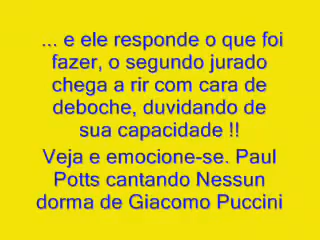 ... e ele responde o que foi
fazer, o segundo jurado
chega a rir com cara de
deboche, duvidando de
sua capacidade !!
Veja e emocione-se. Paul
Potts cantando Nessun
dorma de Giacomo Puccini